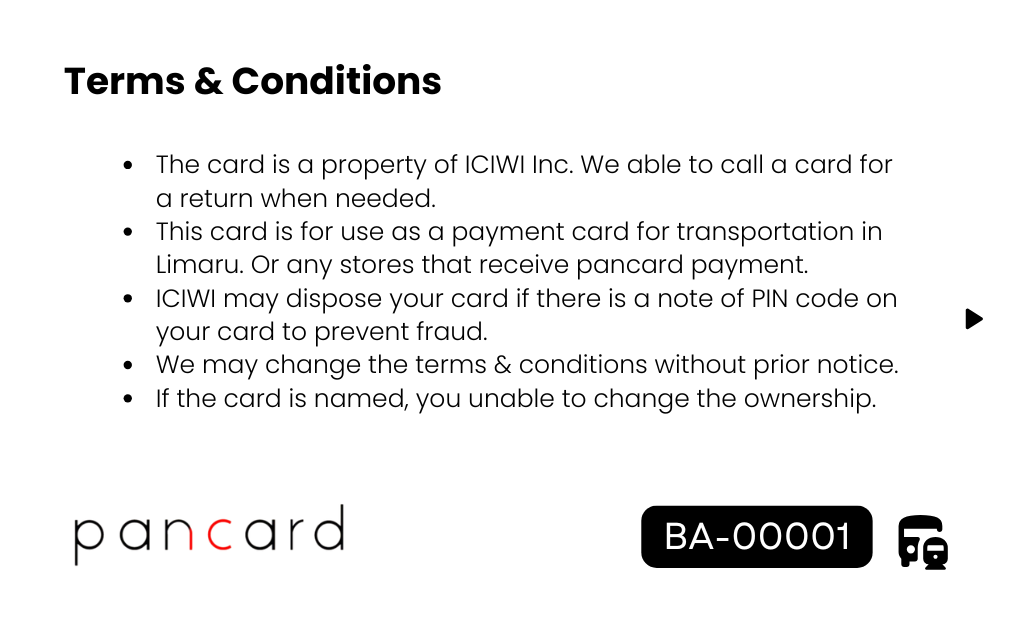 Terms & Conditions
• The card is a property of ICIWI Inc. We able to call a card for
a return when needed.
• This card is for use as a payment card for transportation in
Limaru. Or any stores that receive pancard payment.
• ICIWI may dispose your card if there is a note of PIN code on
your card to prevent fraud.
• We may change the terms & conditions without prior notice.
• If the card is named, you unable to change the ownership.
pancard
BA-00001